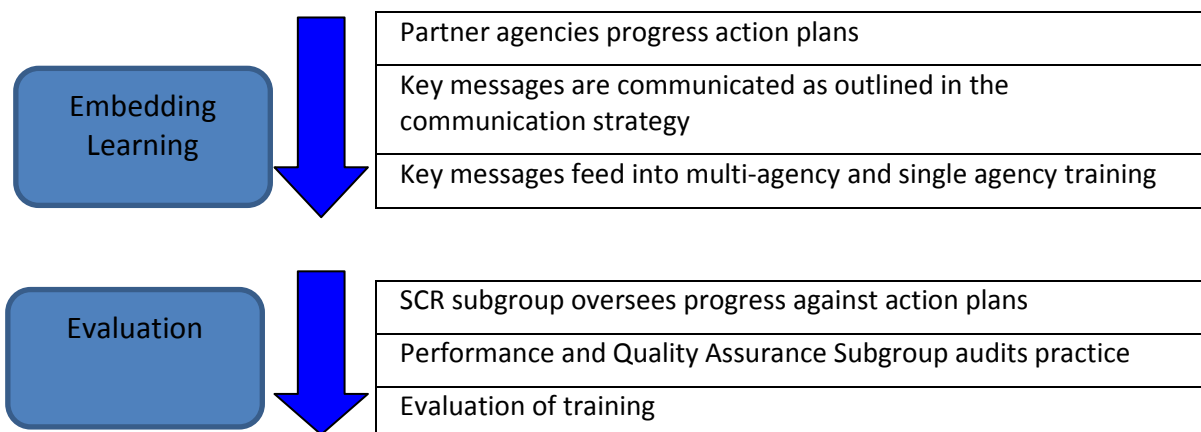 Embedding
Learning
Partner agencies progress action plans
Key messages are communicated as outlined in the
communication strategy
Key messages feed into multi-agency and single agency training
Evaluation
SCR subgroup oversees progress against action plans
Performance and Quality Assurance Subgroup audits practice
Evaluation of training